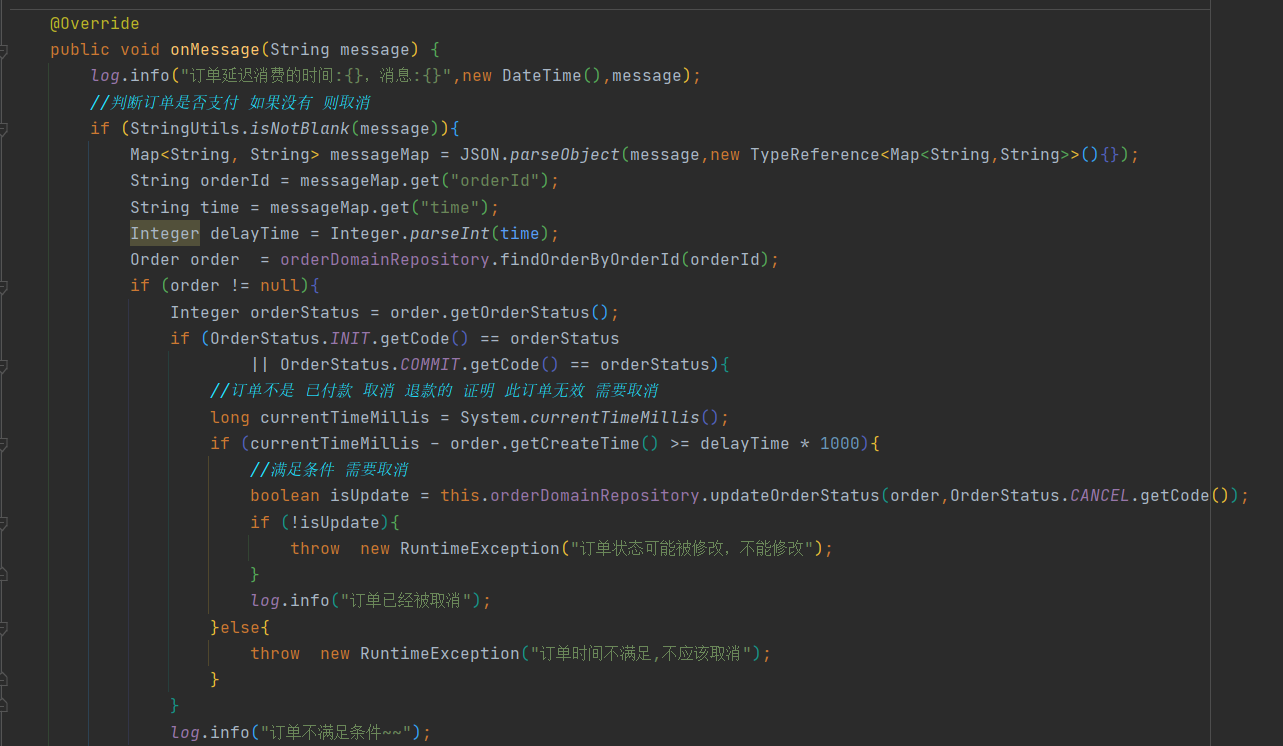 @Override
public void onMessage(String message) {
log.info("订单延迟消费的时间:{}，消息:{}",new DateTime(),message);
//判断订单是否支付 如果没有 则取消
if (StringUtils.isNotBlank(message)){
Map<String, String> messageMap = JSON.parseObject(message,new TypeReference<Map<String,String>>(){});
String orderId = messageMap.get("orderId");
String time = messageMap.get("time");
Integer delayTime = Integer.parseInt(time);
Order order  = orderDomainRepository.findOrderByOrderId(orderId);
if (order != null){
Integer orderStatus = order.getOrderStatus();
if (OrderStatus.INIT.getCode() == orderStatus
|| OrderStatus.COMMIT.getCode() == orderStatus){
//订单不是 已付款 取消 退款的 证明 此订单无效 需要取消
long currentTimeMillis = System.currentTimeMillis();
if (currentTimeMillis - order.getCreateTime() >= delayTime * 1000){
//满足条件 需要取消
boolean isUpdate = this.orderDomainRepository.updateOrderStatus(order,OrderStatus.CANCEL.getCode());
if (!isUpdate){
throw  new RuntimeException("订单状态可能被修改，不能修改");
}
log.info("订单已经被取消");
}else{
throw  new RuntimeException("订单时间不满足,不应该取消");
}
}
log.info("订单不满足条件~~");